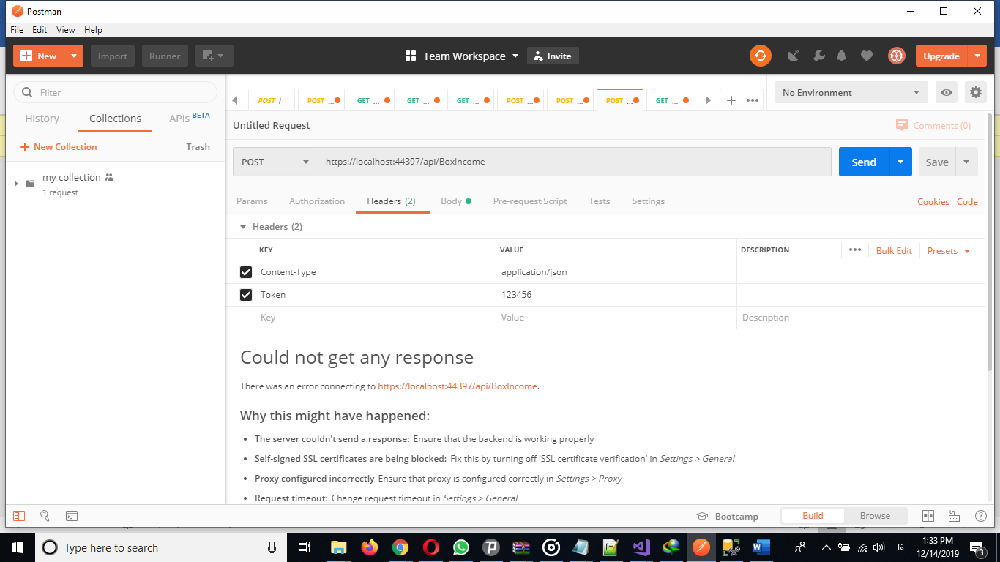 Postman
File Edit View Help
New Import Runner Team Workspace Invite Upgrade
Filter
History Collections APIs BETA
New Collection Trash
my collection
1 request
POST POST ... GET ... GET ... GET ... POST ... POST ... POST ... GET ... No Environment
Untitled Request Comments (0)
POST https://localhost:44397/api/BoxIncome Send Save
Params Authorization Headers (2) Body Pre-request Script Tests Settings Cookies Code
Headers (2)
KEY VALUE DESCRIPTION Bulk Edit Presets
Content-Type application/json
Token 123456
Key Value Description
Could not get any response
There was an error connecting to https://localhost:44397/api/BoxIncome.
Why this might have happened:
• The server couldn't send a response: Ensure that the backend is working properly
• Self-signed SSL certificates are being blocked: Fix this by turning off 'SSL certificate verification' in Settings > General
• Proxy configured incorrectly Ensure that proxy is configured correctly in Settings > Proxy
• Request timeout: Change request timeout in Settings > General
Bootcamp Build Browse
Type here to search فا 1:33 PM
12/14/2019 3